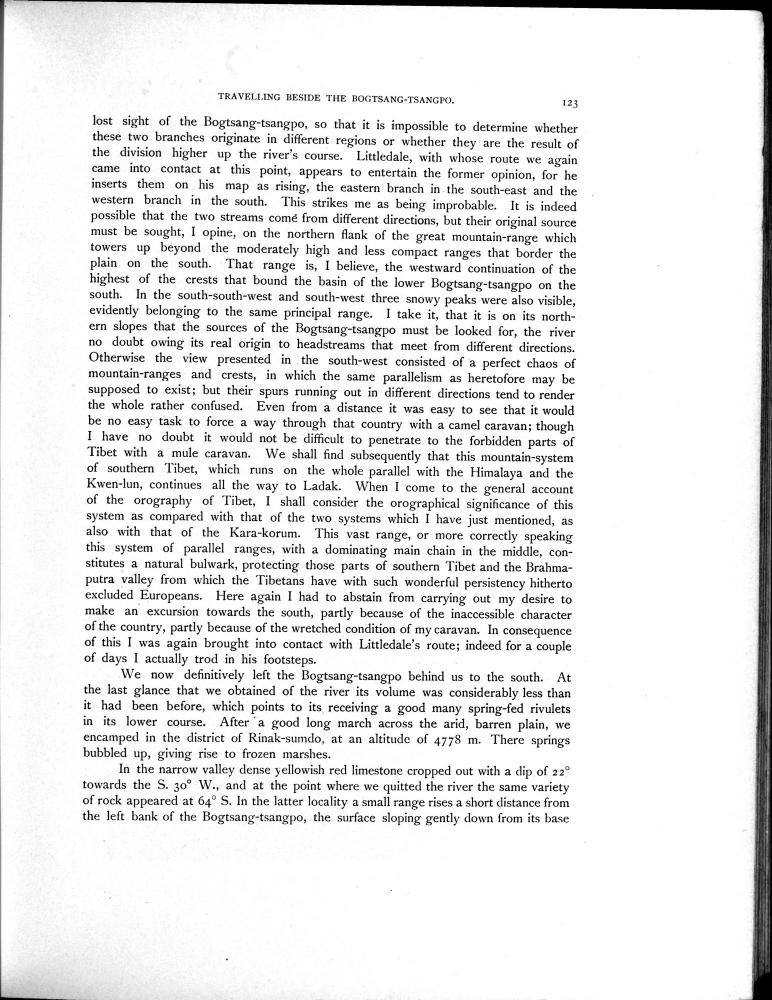 TRAVELLING BESIDE THE BOGTSANG-TSANGPO.
123
lost sight of the Bogtsang-tsangpo, so that it is impossible to determine whether
these two branches originate in different regions or whether they are the result of
the division higher up the river's course. Littledale, with whose route we again
came into contact at this point, appears to entertain the former opinion, for he
inserts them on his map as rising, the eastern branch in the south-east and the
western branch in the south. This strikes me as being improbable. It is indeed
possible that the two streams come from different directions, but their original source
must be sought, I opine, on the northern flank of the great mountain-range which
towers up beyond the moderately high and less compact ranges that border the
plain on the south. That range is, I believe, the westward continuation of the
highest of the crests that bound the basin of the lower Bogtsang-tsangpo on the
south. In the south-south-west and south-west three snowy peaks were also visible,
evidently belonging to the same principal range. I take it, that it is on its north-
ern slopes that the sources of the Bogtsang-tsangpo must be looked for, the river
no doubt owing its real origin to headstreams that meet from different directions.
Otherwise the view presented in the south-west consisted of a perfect chaos of
mountain-ranges and crests, in which the same parallelism as heretofore may be
supposed to exist; but their spurs running out in different directions tend to render
the whole rather confused. Even from a distance it was easy to see that it would
be no easy task to force a way through that country with a camel caravan; though
I have no doubt it would not be difficult to penetrate to the forbidden parts of
Tibet with a mule caravan. We shall find subsequently that this mountain-system
of southern Tibet, which runs on the whole parallel with the Himalaya and the
Kwen-lun, continues all the way to Ladak. When I come to the general account
of the orography of Tibet, I shall consider the orographical significance of this
system as compared with that of the two systems which I have just mentioned, as
also with that of the Kara-korum. This vast range, or more correctly speaking
this system of parallel ranges, with a dominating main chain in the middle, con-
stitutes a natural bulwark, protecting those parts of southern Tibet and the Brahma-
putra valley from which the Tibetans have with such wonderful persistency hitherto
excluded Europeans. Here again I had to abstain from carrying out my desire to
make an excursion towards the south, partly because of the inaccessible character
of the country, partly because of the wretched condition of my caravan. In consequence
of this I was again brought into contact with Littledale's route; indeed for a couple
of days I actually trod in his footsteps.
We now definitively left the Bogtsang-tsangpo behind us to the south. At
the last glance that we obtained of the river its volume was considerably less than
it had been before, which points to its receiving a good many spring-fed rivulets
in its lower course. After a good long march across the arid, barren plain, we
encamped in the district of Rinak-sumdo, at an altitude of 4778 m. There springs
bubbled up, giving rise to frozen marshes.
In the narrow valley dense yellowish red limestone cropped out with a dip of 22°
towards the S. 30° W., and at the point where we quitted the river the same variety
of rock appeared at 64° S. In the latter locality a small range rises a short distance from
the left bank of the Bogtsang-tsangpo, the surface sloping gently down from its base